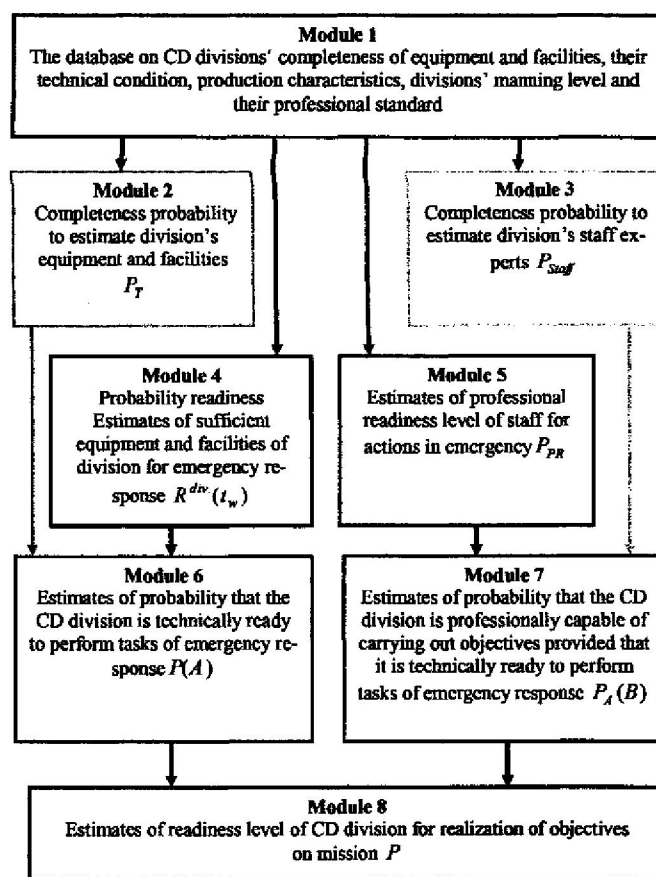 Module 1
The database on CD divisions' completeness of equipment and facilities, their
technical condition, production characteristics, divisions' manning level and
their professional standard
Module 2
Completeness probability
to estimate division's
equipment and facilities
P_T
Module 3
Completeness probability to
estimate division's staff ex-
perts P_Staff
Module 4
Probability readiness
Estimates of sufficient
equipment and facilities of
division for emergency re-
sponse R^div(t_w)
Module 5
Estimates of professional
readiness level of staff for
actions in emergency P_PR
Module 6
Estimates of probability that the
CD division is technically ready
to perform tasks of emergency re-
sponse P(A)
Module 7
Estimates of probability that the CD
division is professionally capable of
carrying out objectives provided that
it is technically ready to perform
tasks of emergency response P_A(B)
Module 8
Estimates of readiness level of CD division for realization of objectives
on mission P